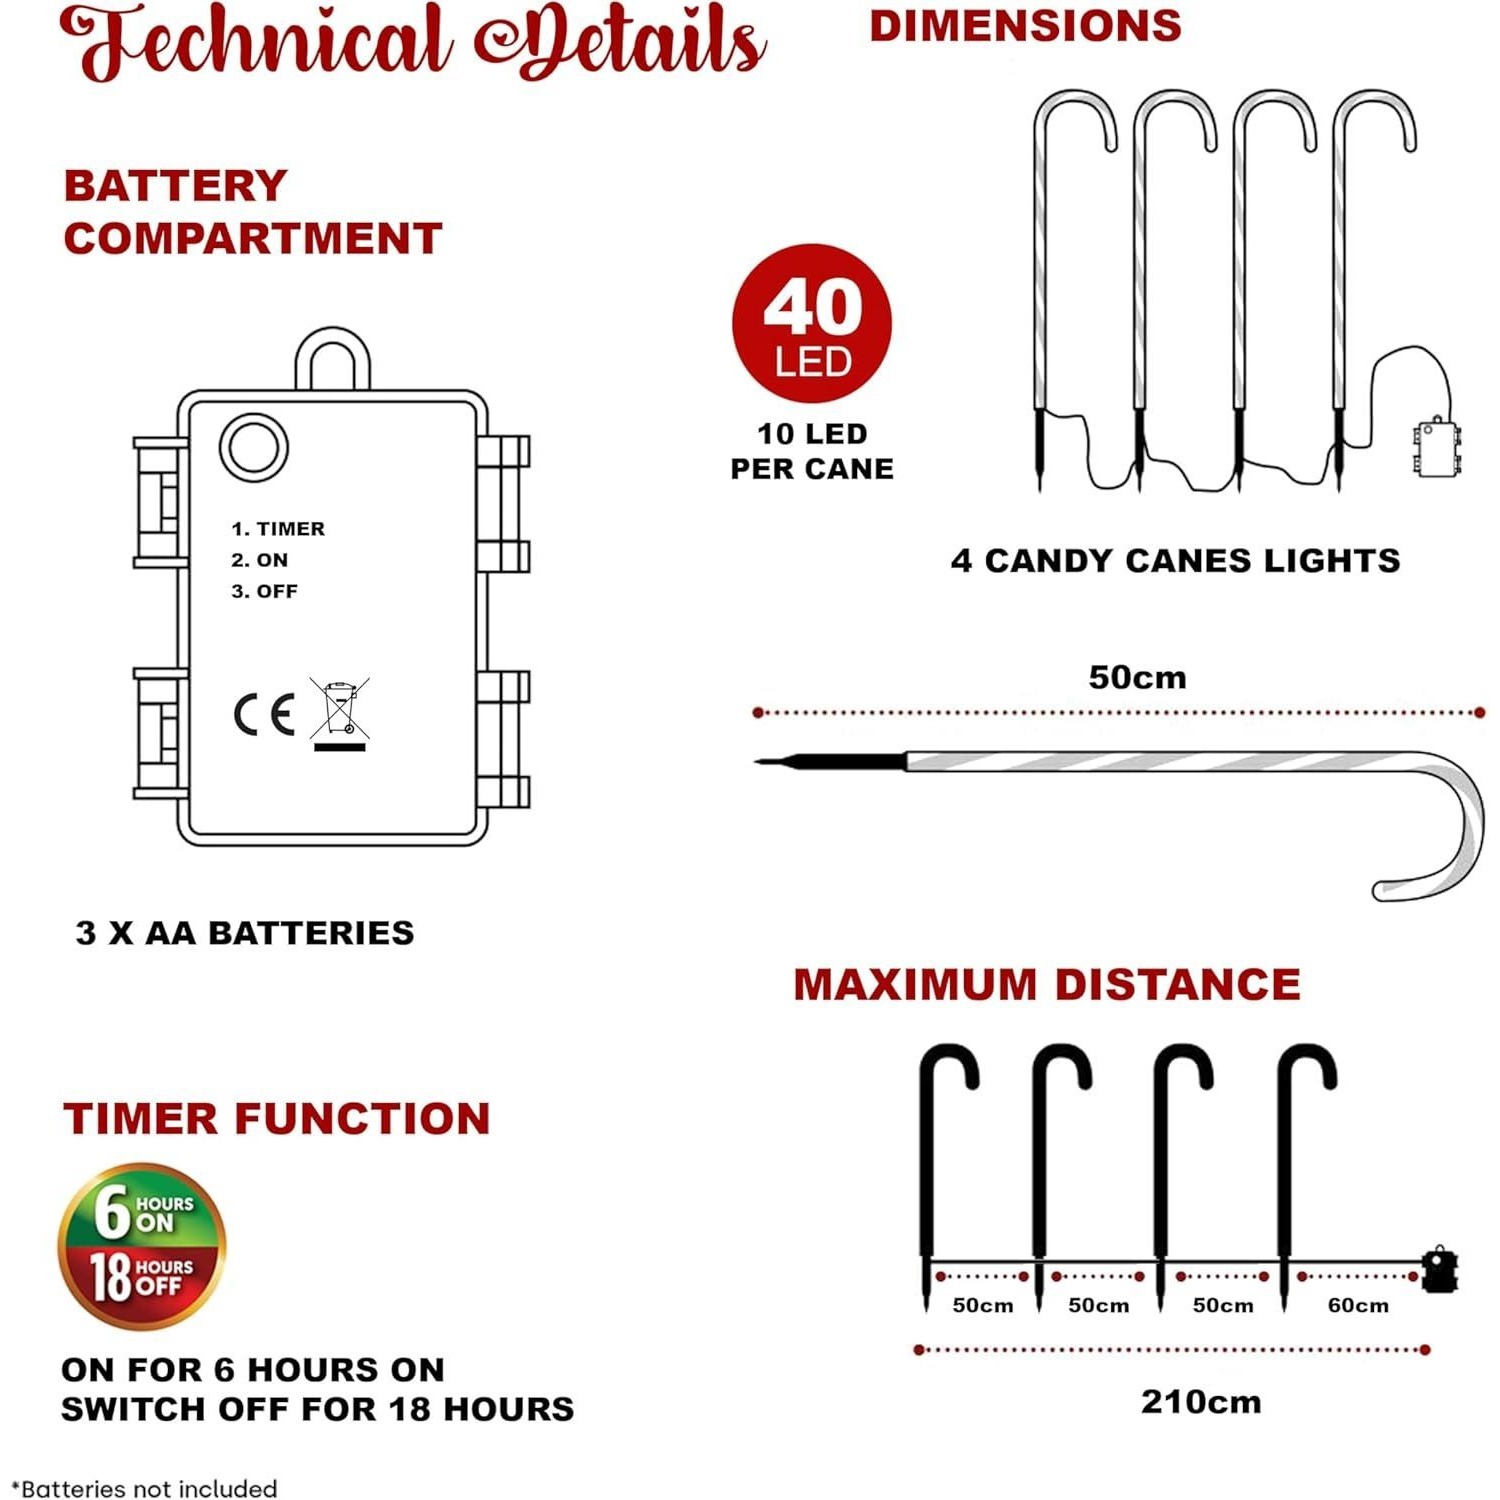 Technical Details
BATTERY
COMPARTMENT
1. TIMER
2. ON
3. OFF
CE
3 X AA BATTERIES
TIMER FUNCTION
6 HOURS
ON
18 HOURS
OFF
ON FOR 6 HOURS ON
SWITCH OFF FOR 18 HOURS
*Batteries not included
DIMENSIONS
40
LED
10 LED
PER CANE
4 CANDY CANES LIGHTS
50cm
MAXIMUM DISTANCE
50cm 50cm 50cm 60cm
210cm